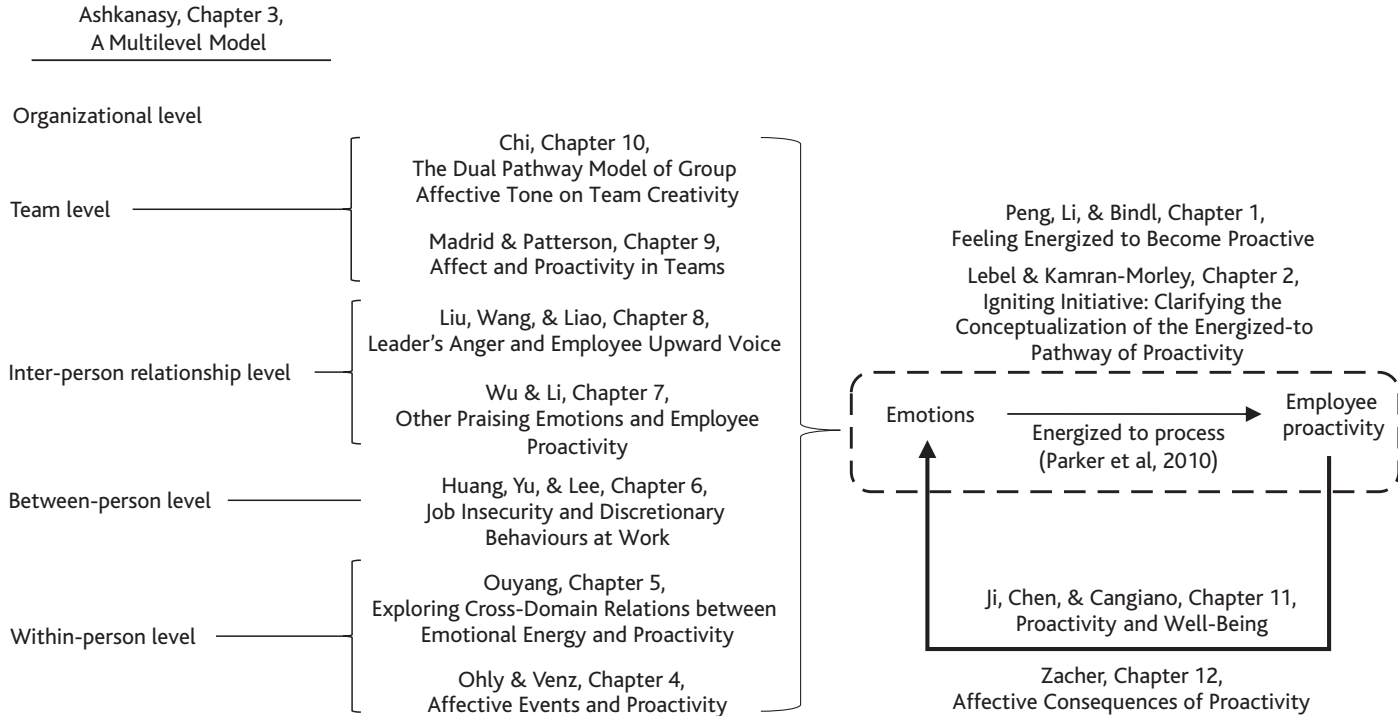 Ashkanasy, Chapter 3,
A Multilevel Model
Organizational level
Team level
Chi, Chapter 10,
The Dual Pathway Model of Group
Affective Tone on Team Creativity
Madrid & Patterson, Chapter 9,
Affect and Proactivity in Teams
Inter-person relationship level
Liu, Wang, & Liao, Chapter 8,
Leader's Anger and Employee Upward Voice
Wu & Li, Chapter 7,
Other Praising Emotions and Employee
Proactivity
Between-person level
Huang, Yu, & Lee, Chapter 6,
Job Insecurity and Discretionary
Behaviours at Work
Within-person level
Ouyang, Chapter 5,
Exploring Cross-Domain Relations between
Emotional Energy and Proactivity
Ohly & Venz, Chapter 4,
Affective Events and Proactivity
Peng, Li, & Bindl, Chapter 1,
Feeling Energized to Become Proactive
Lebel & Kamran-Morley, Chapter 2,
Igniting Initiative: Clarifying the
Conceptualization of the Energized-to
Pathway of Proactivity
Emotions
Energized to process
(Parker et al, 2010)
Employee
proactivity
Ji, Chen, & Cangiano, Chapter 11,
Proactivity and Well-Being
Zacher, Chapter 12,
Affective Consequences of Proactivity